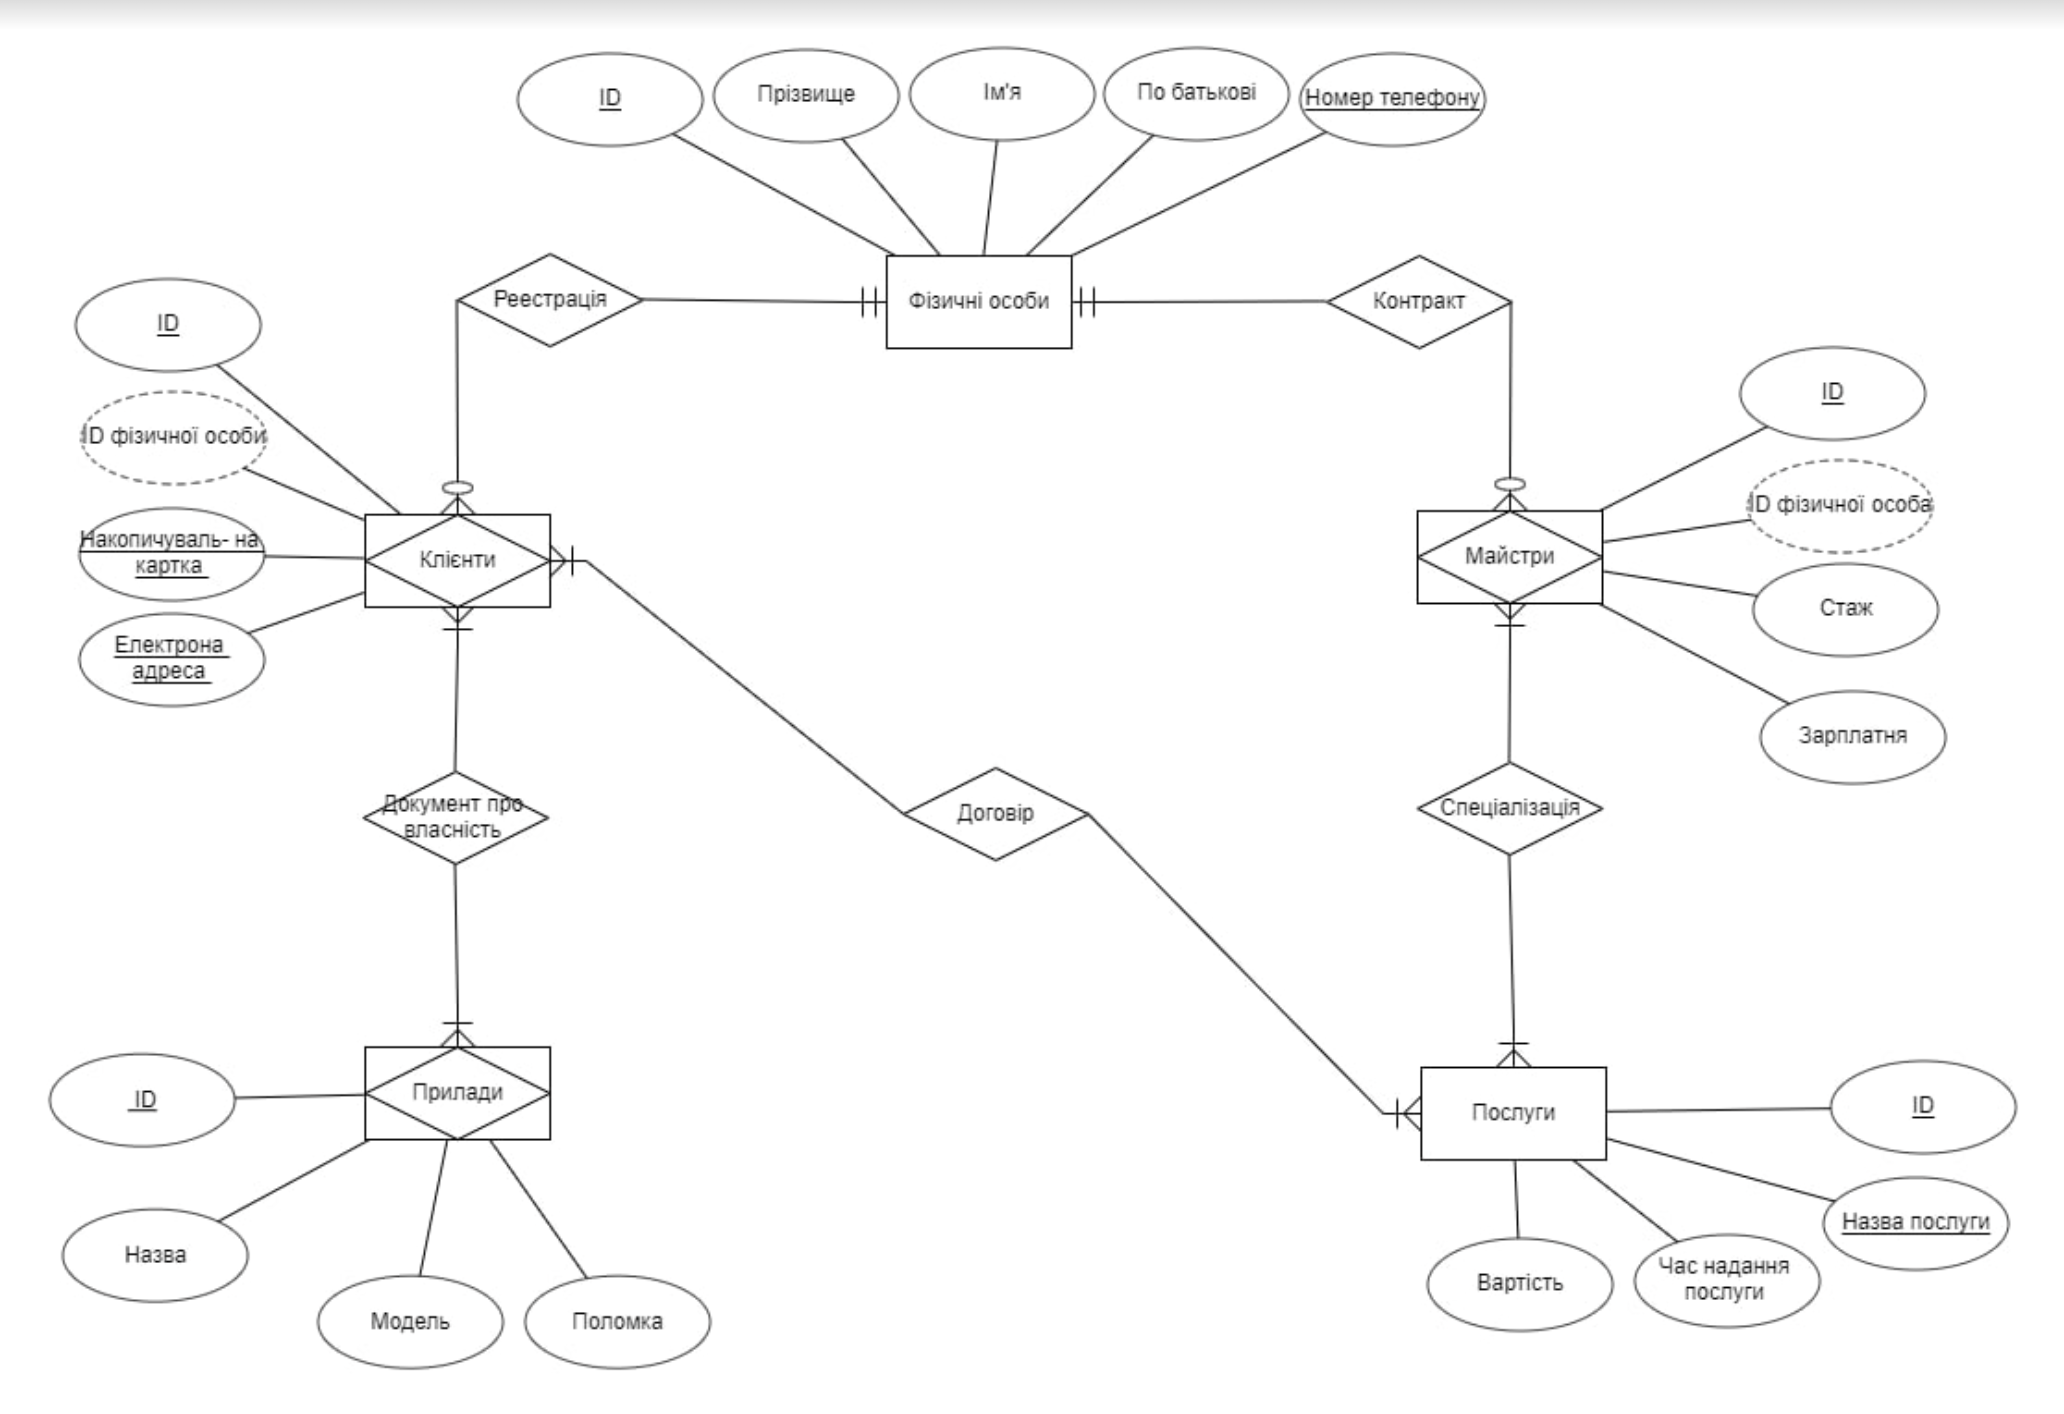 ID
Прізвище
Ім'я
По батькові
Номер телефону
Реестрація
Фізичні особи
Контракт
ID
ID фізичної особи
Накопичуваль- на
картка
Електрона
адреса
Клієнти
ID
ID фізичної особа
Стаж
Зарплатня
Майстри
Документ про
власність
Договір
Спеціалізація
Прилади
ID
Назва
Модель
Поломка
Послуги
ID
Назва послуги
Час надання
послуги
Вартість